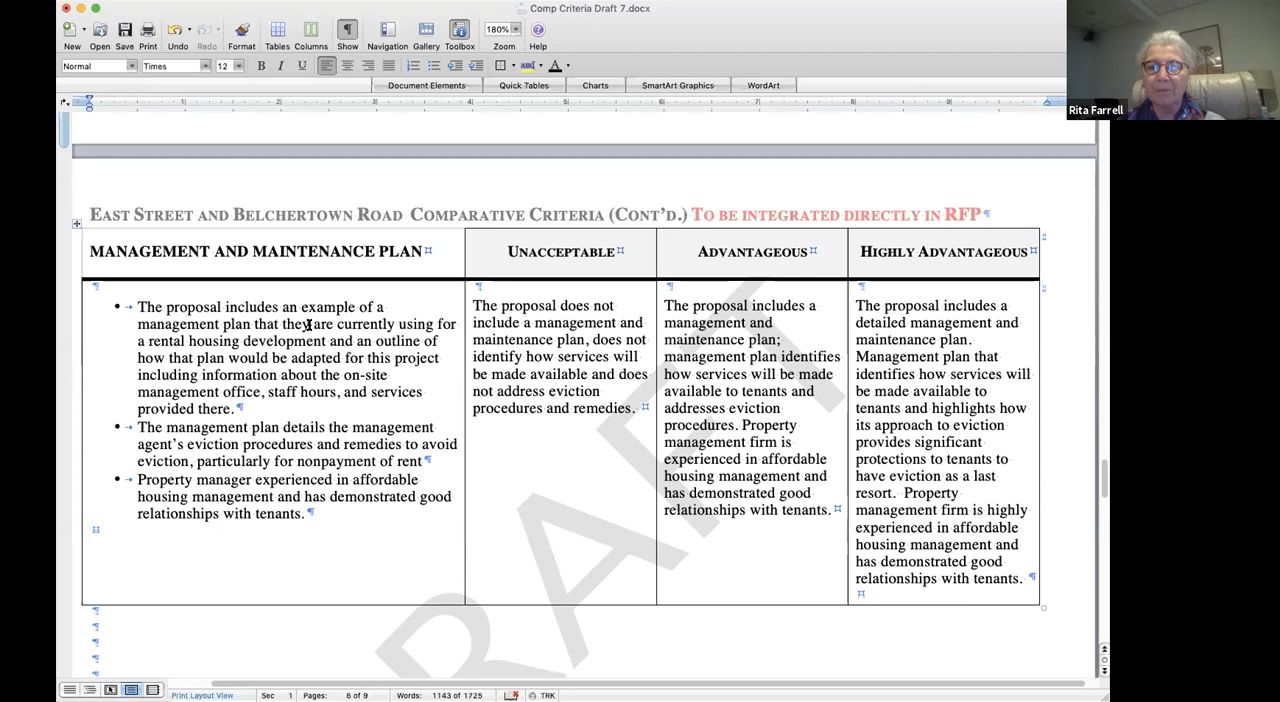 Comp Criteria Draft 7.docx
New Open Save Print Undo Redo Format Tables Columns Show Navigation Gallery Toolbox Zoom Help
180%
Normal Times 12 B I U ABC A
Document Elements Quick Tables Charts SmartArt Graphics WordArt
1 2 3 4 5 6 7 8 9
Rita Farrell
EAST STREET AND BELCHERTOWN ROAD COMPARATIVE CRITERIA (CONT'D.) TO BE INTEGRATED DIRECTLY IN RFP
MANAGEMENT AND MAINTENANCE PLAN
UNACCEPTABLE
ADVANTAGEOUS
HIGHLY ADVANTAGEOUS
• The proposal includes an example of a
management plan that they are currently using for
a rental housing development and an outline of
how that plan would be adapted for this project
including information about the on-site
management office, staff hours, and services
provided there.
• The management plan details the management
agent's eviction procedures and remedies to avoid
eviction, particularly for nonpayment of rent
• Property manager experienced in affordable
housing management and has demonstrated good
relationships with tenants.
The proposal does not
include a management and
maintenance plan, does not
identify how services will
be made available and does
not address eviction
procedures and remedies.
The proposal includes a
management and
maintenance plan;
management plan identifies
how services will be made
available to tenants and
addresses eviction
procedures. Property
management firm is
experienced in affordable
housing management and
has demonstrated good
relationships with tenants.
The proposal includes a
detailed management and
maintenance plan.
Management plan that
identifies how services will
be made available to
tenants and highlights how
its approach to eviction
provides significant
protections to tenants to
have eviction as a last
resort. Property
management firm is highly
experienced in affordable
housing management and
has demonstrated good
relationships with tenants.
RAFT
Print Layout View Sec 1 Pages: 6 of 9 Words: 1143 of 1725 TRK